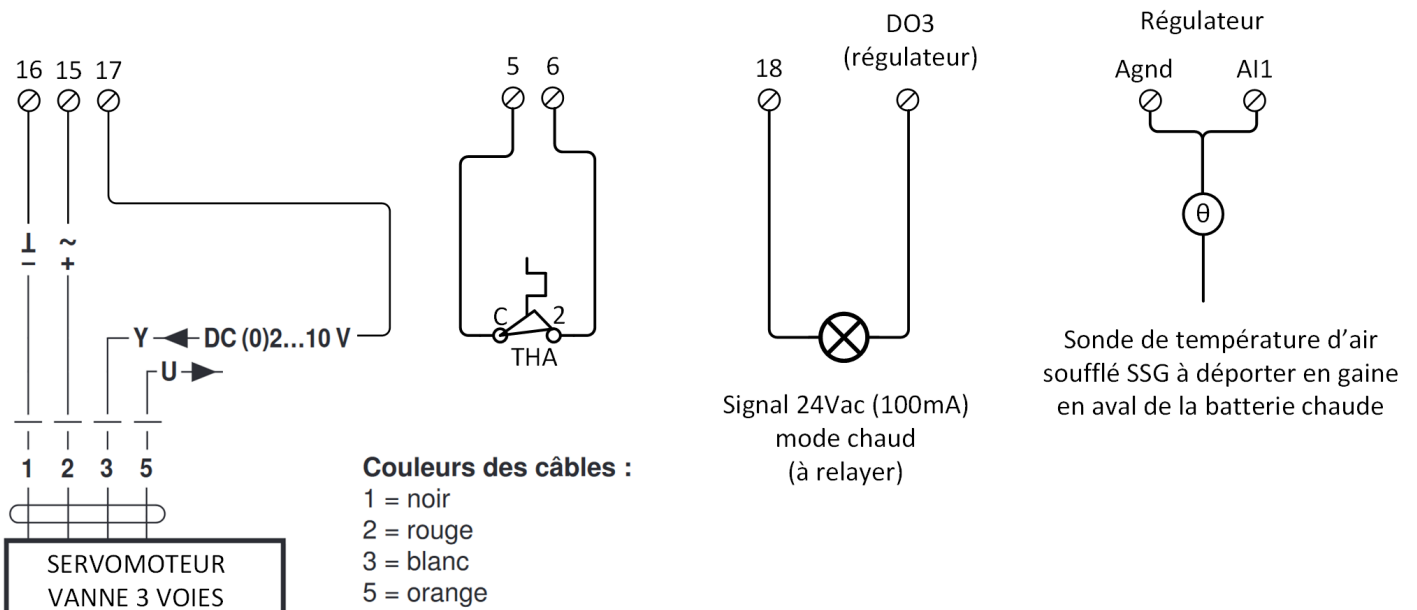 16 15 17
⊥ ~
− +
Y DC (0)2...10 V
U
1 2 3 5
SERVOMOTEUR
VANNE 3 VOIES
Couleurs des câbles :
1 = noir
2 = rouge
3 = blanc
5 = orange
5 6
C 2
THA
18
DO3
(régulateur)
Signal 24Vac (100mA)
mode chaud
(à relayer)
Régulateur
Agnd AI1
θ
Sonde de température d’air
soufflé SSG à déporter en gaine
en aval de la batterie chaude